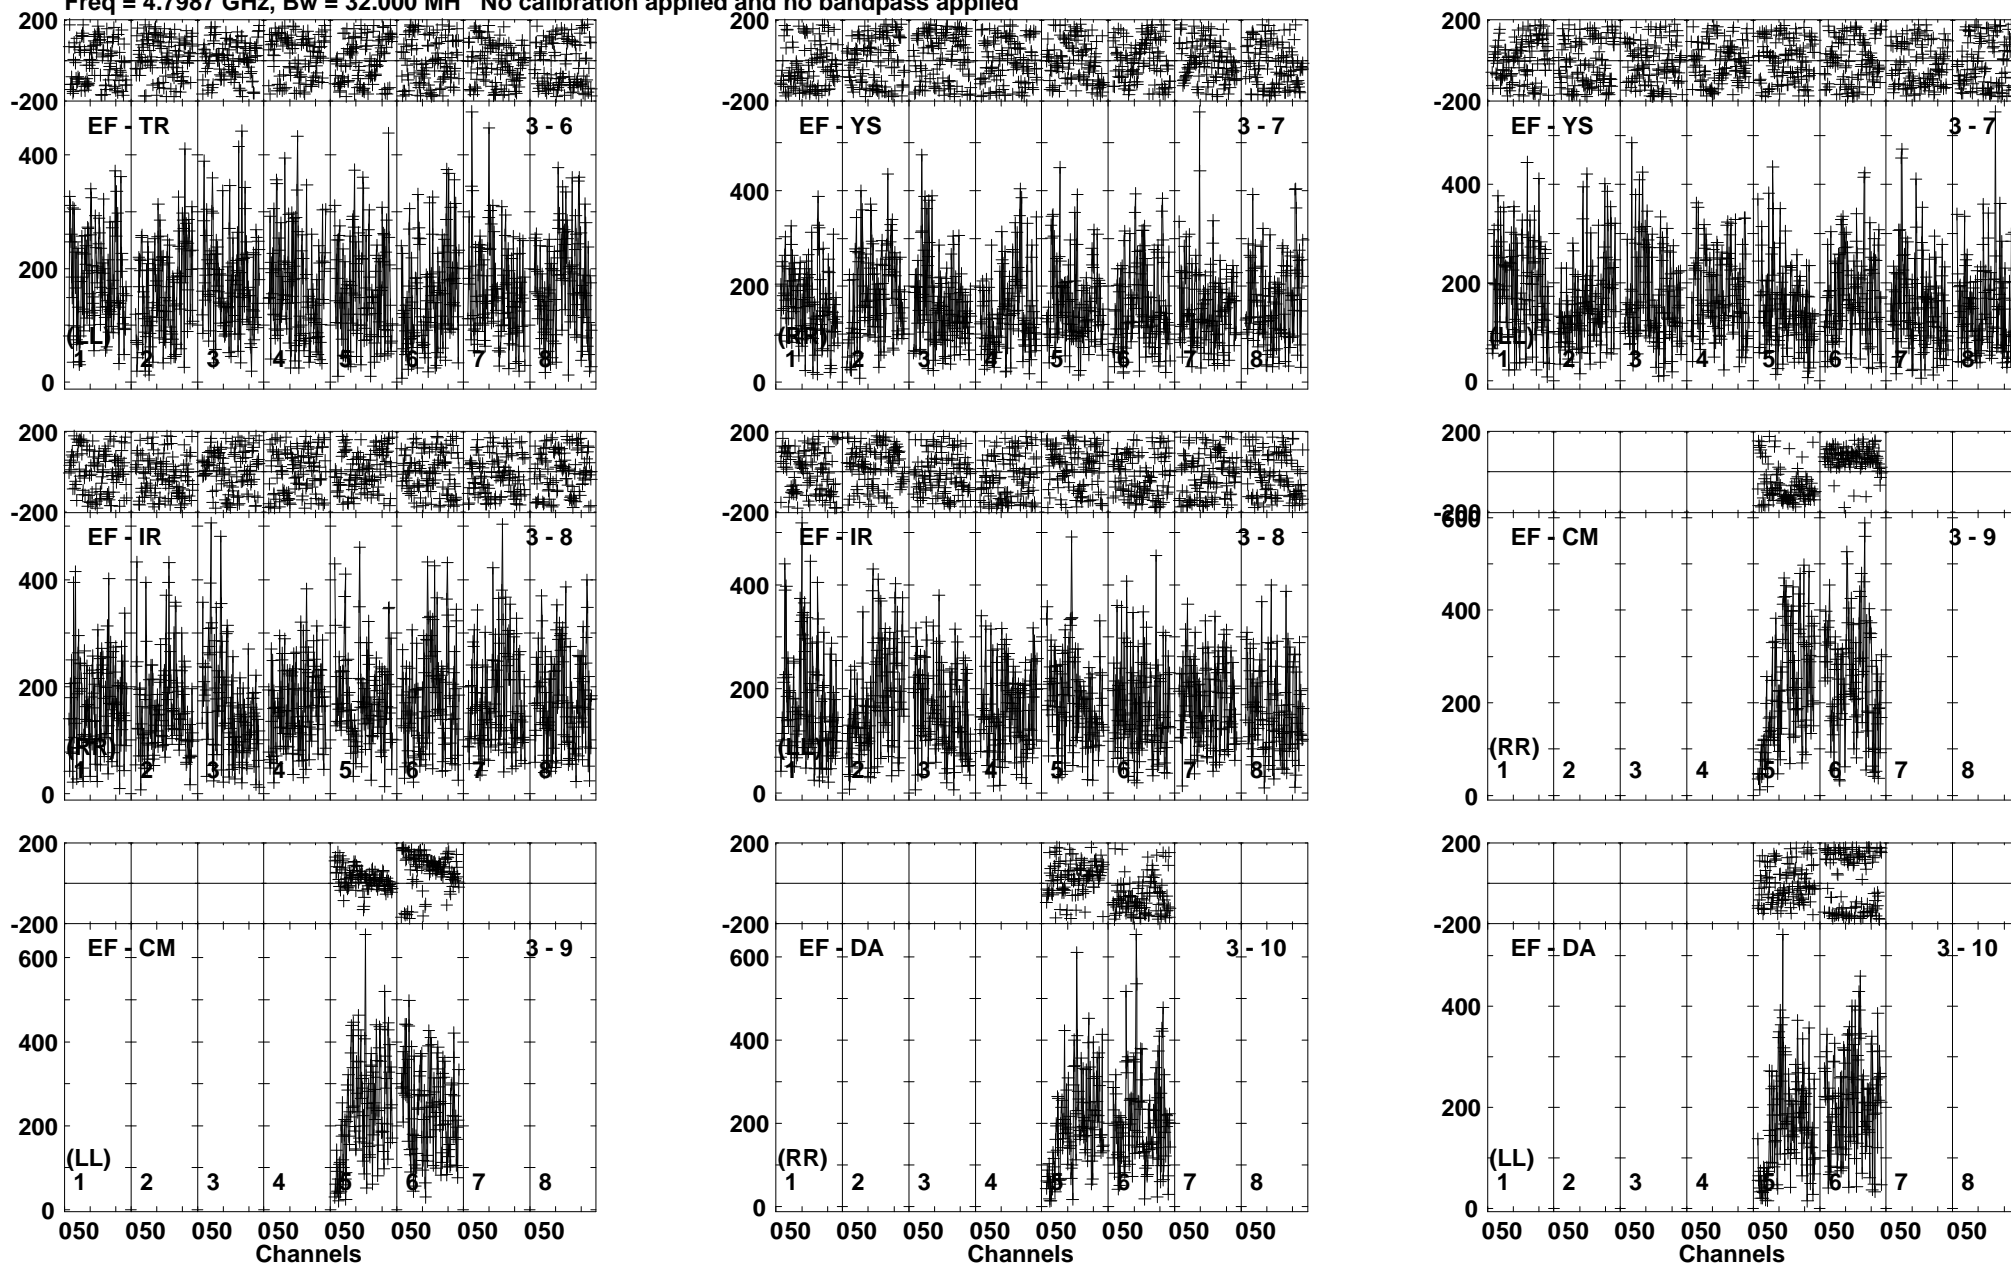 Freq = 4.7987 GHz, Bw = 32.000 MH No calibration applied and no bandpass applied
200 200 200
-200 -200 -200
EF - TR 3 - 6 EF - YS 3 - 7 EF - YS 3 - 7
400 400 400
200 200 200
(LL) (RR) (LL)
1 2 3 4 5 6 7 8 1 2 3 4 5 6 7 8 1 2 3 4 5 6 7 8
0 0 0
200 200 200
-200 -200 -200
600
EF - IR 3 - 8 EF - IR 3 - 8 EF - CM 3 - 9
400 400 400
200 200 200
(RR) (LL) (RR)
1 2 3 4 5 6 7 8 1 2 3 4 5 6 7 8 1 2 3 4 5 6 7 8
0 0 0
200 200 200
-200 -200 -200
EF - CM 3 - 9 EF - DA 3 - 10 EF - DA 3 - 10
600 600
400 400 400
200 200 200
(LL) (RR) (LL)
1 2 3 4 5 6 7 8 1 2 3 4 5 6 7 8 1 2 3 4 5 6 7 8
0 0 0
050 050 050 050 050 050 050 050 050 050 050 050 050 050 050 050 050 050 050 050 050 050 050 050
Channels Channels Channels